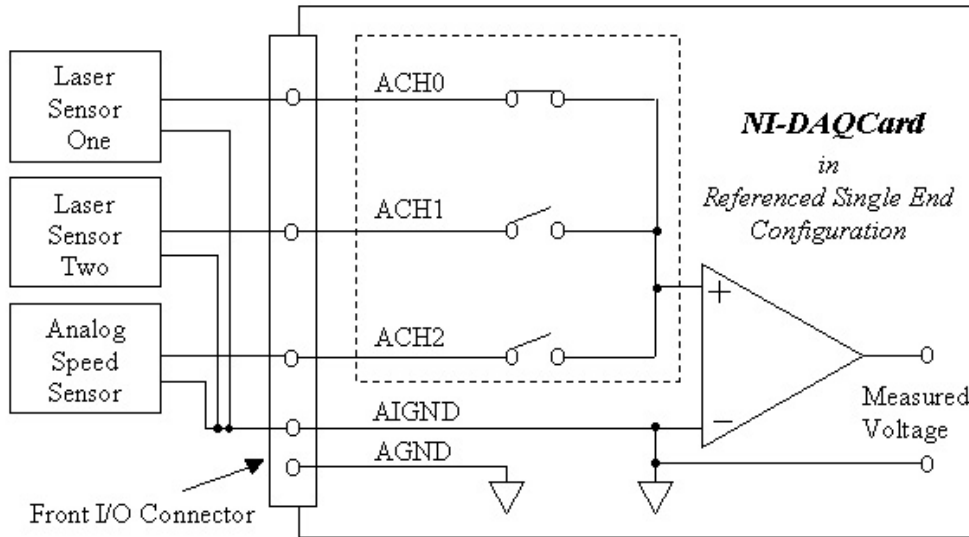 Laser
Sensor
One
Laser
Sensor
Two
Analog
Speed
Sensor
ACH0
ACH1
ACH2
AIGND
AGND
Front I/O Connector
NI-DAQCard
in
Referenced Single End
Configuration
+
−
Measured
Voltage